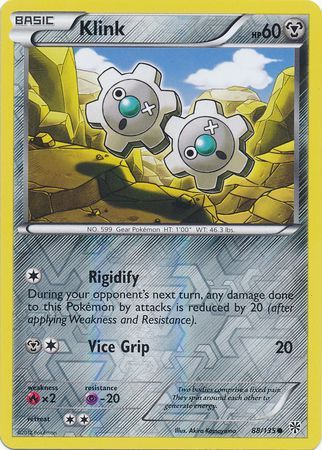 BASIC
Klink
HP60
NO. 599 Gear Pokémon HT: 1'00" WT: 46.3 lbs.
Rigidify
During your opponent's next turn, any damage done
to this Pokémon by attacks is reduced by 20 (after
applying Weakness and Resistance).
Vice Grip 20
weakness resistance
×2 -20
retreat
Two bodies comprise a fixed pair.
They spin around each other to
generate energy.
Illus. Akira Komayama
88/135